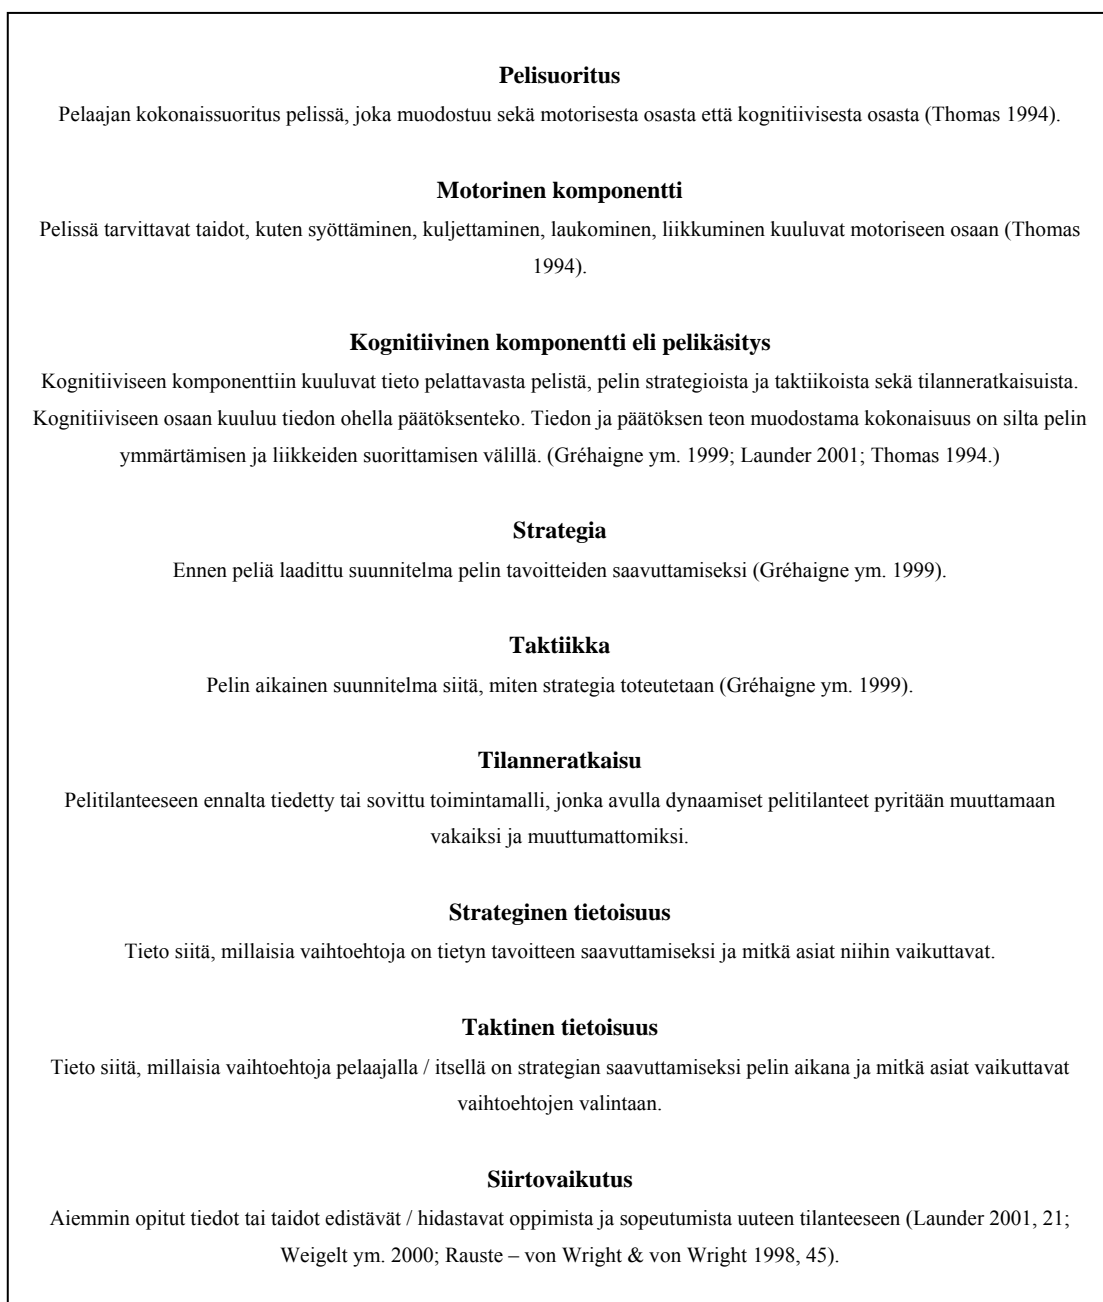 Pelisuoritus
Pelaajan kokonaissuoritus pelissä, joka muodostuu sekä motorisesta osasta että kognitiivisesta osasta (Thomas 1994).
Motorinen komponentti
Pelissä tarvittavat taidot, kuten syöttäminen, kuljettaminen, laukominen, liikkuminen kuuluvat motoriseen osaan (Thomas
1994).
Kognitiivinen komponentti eli pelikäsitys
Kognitiiviseen komponenttiin kuuluvat tieto pelattavasta pelistä, pelin strategioista ja taktiikoista sekä tilanneratkaisuista.
Kognitiiviseen osaan kuuluu tiedon ohella päätöksenteko. Tiedon ja päätöksen teon muodostama kokonaisuus on silta pelin
ymmärtämisen ja liikkeiden suorittamisen välillä. (Gréhaigne ym. 1999; Launder 2001; Thomas 1994.)
Strategia
Ennen peliä laadittu suunnitelma pelin tavoitteiden saavuttamiseksi (Gréhaigne ym. 1999).
Taktiikka
Pelin aikainen suunnitelma siitä, miten strategia toteutetaan (Gréhaigne ym. 1999).
Tilanneratkaisu
Pelitilanteeseen ennalta tiedetty tai sovittu toimintamalli, jonka avulla dynaamiset pelitilanteet pyritään muuttamaan
vakaiksi ja muuttumattomiksi.
Strateginen tietoisuus
Tieto siitä, millaisia vaihtoehtoja on tietyn tavoitteen saavuttamiseksi ja mitkä asiat niihin vaikuttavat.
Taktinen tietoisuus
Tieto siitä, millaisia vaihtoehtoja pelaajalla / itsellä on strategian saavuttamiseksi pelin aikana ja mitkä asiat vaikuttavat
vaihtoehtojen valintaan.
Siirtovaikutus
Aiemmin opitut tiedot tai taidot edistävät / hidastavat oppimista ja sopeutumista uuteen tilanteeseen (Launder 2001, 21;
Weigelt ym. 2000; Rauste – von Wright & von Wright 1998, 45).